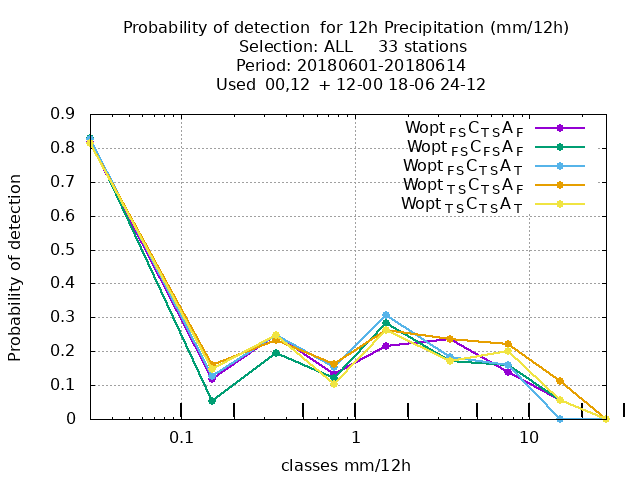 Probability of detection  for 12h Precipitation (mm/12h)
Selection: ALL     33 stations
Period: 20180601-20180614
Used  00,12  + 12-00 18-06 24-12
Probability of detection
0.9
0.8
0.7
0.6
0.5
0.4
0.3
0.2
0.1
0
Wopt FS C TS A F
Wopt FS C FS A F
Wopt FS C TS A T
Wopt TS C TS A F
Wopt TS C TS A T
0.1 1 10
classes mm/12h